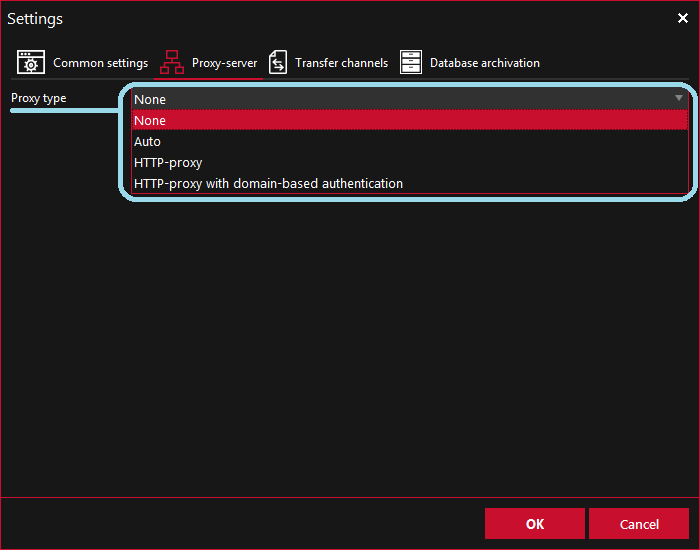 Settings
Common settings Proxy-server Transfer channels Database archivation
Proxy type None
None
Auto
HTTP-proxy
HTTP-proxy with domain-based authentication
OK Cancel